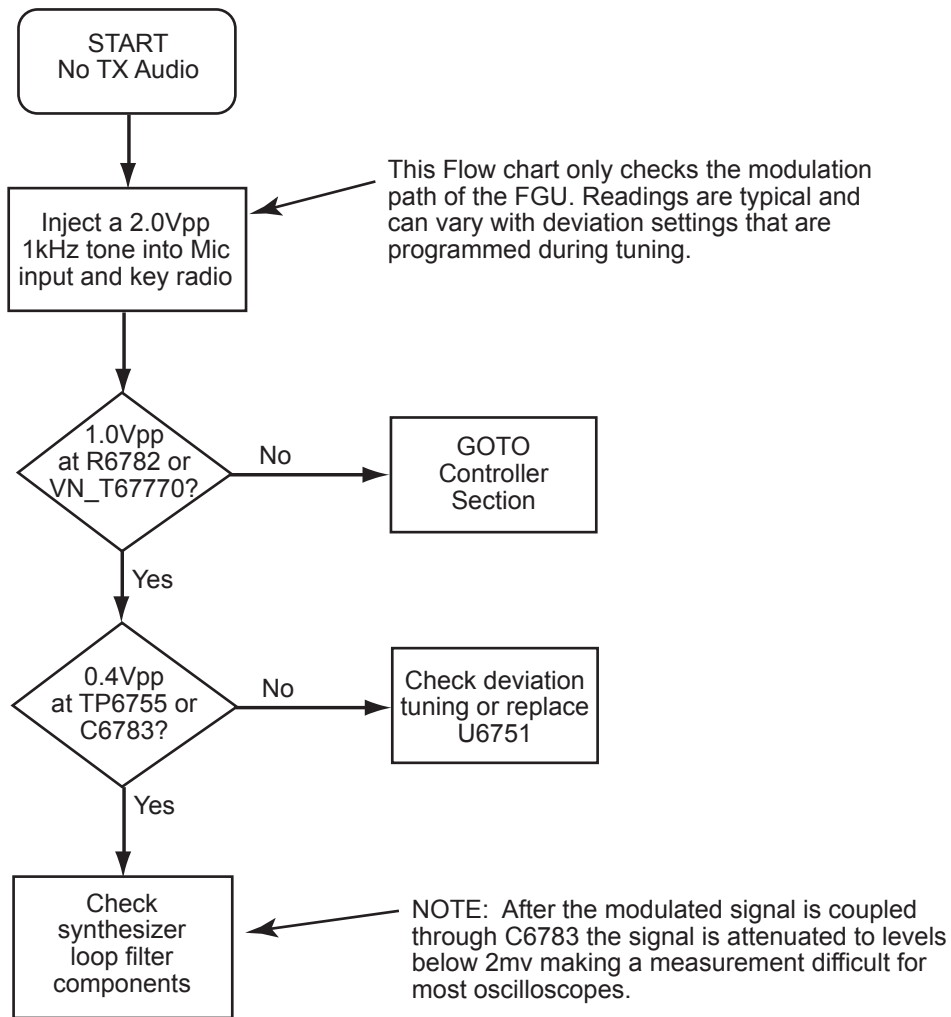 START
No TX Audio
This Flow chart only checks the modulation
path of the FGU. Readings are typical and
can vary with deviation settings that are
programmed during tuning.
Inject a 2.0Vpp
1kHz tone into Mic
input and key radio
1.0Vpp
at R6782 or
VN_T67770?
No
GOTO
Controller
Section
Yes
0.4Vpp
at TP6755 or
C6783?
No
Check deviation
tuning or replace
U6751
Yes
Check
synthesizer
loop filter
components
NOTE:  After the modulated signal is coupled
through C6783 the signal is attenuated to levels
below 2mv making a measurement difficult for
most oscilloscopes.